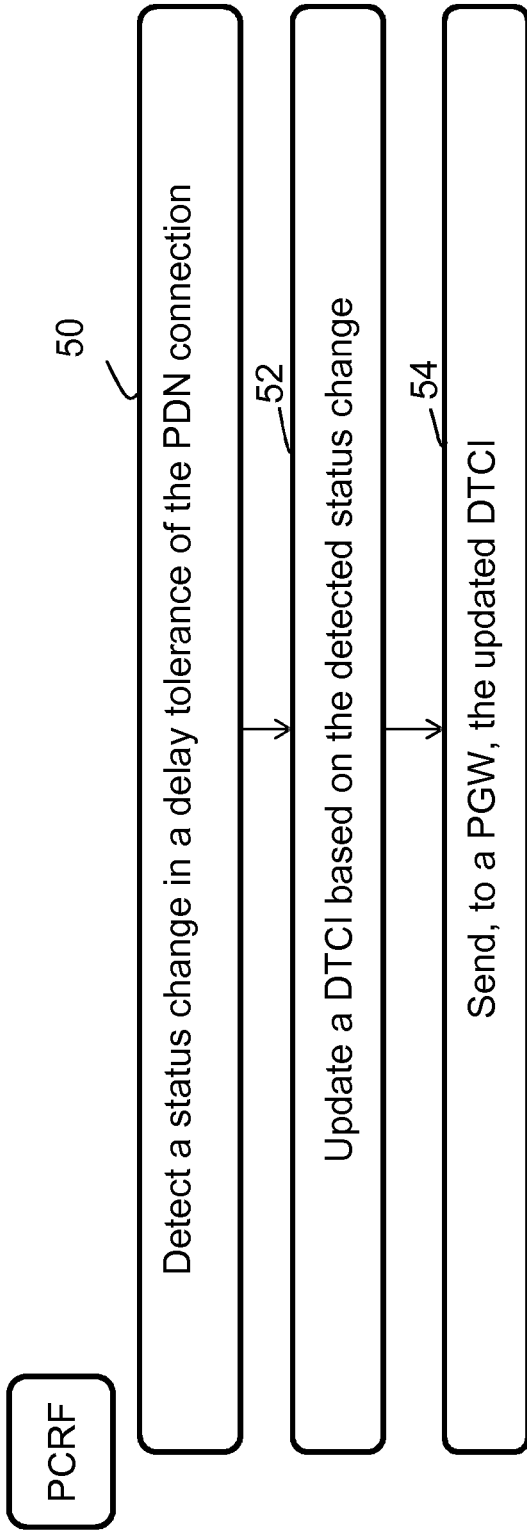 PCRF
50
Detect a status change in a delay tolerance of the PDN connection
52
Update a DTCI based on the detected status change
54
Send, to a PGW, the updated DTCI